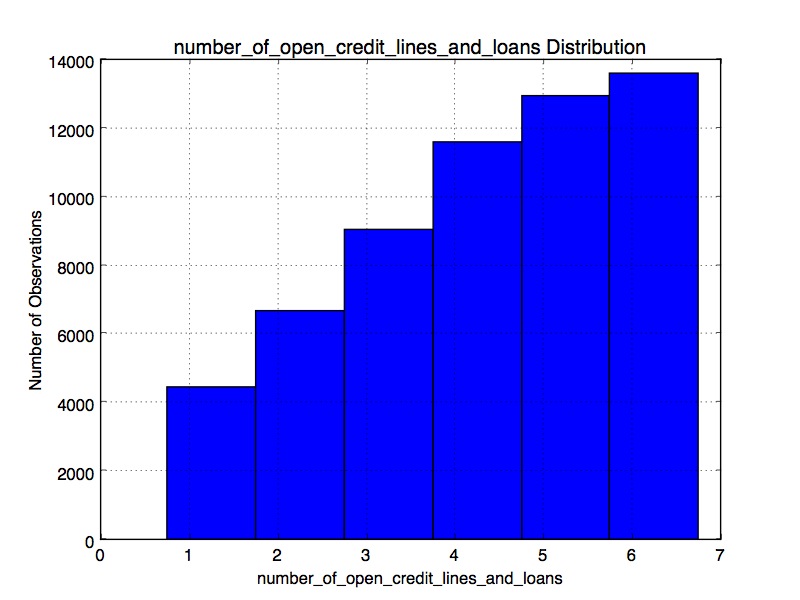 number_of_open_credit_lines_and_loans Distribution
14000
12000
10000
8000
6000
4000
2000
0
Number of Observations
0 1 2 3 4 5 6 7
number_of_open_credit_lines_and_loans